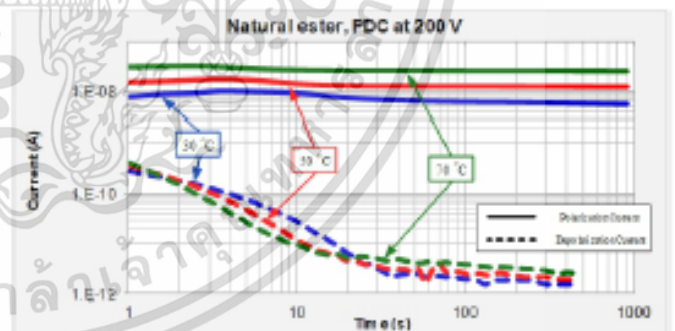 Natural ester, PDC at 200 V
1.E-08
1.E-10
1.E-12
Current (A)
30 °C
50 °C
70 °C
Polarization Current
Depolarization Current
1
10
100
1000
Time (s)